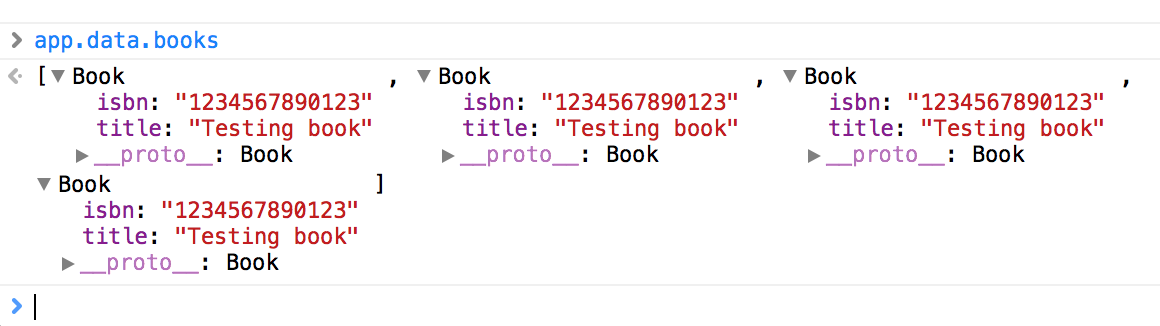 > app.data.books
[▼Book , ▼Book , ▼Book ,
isbn: "1234567890123" isbn: "1234567890123" isbn: "1234567890123"
title: "Testing book" title: "Testing book" title: "Testing book"
▶__proto__: Book ▶__proto__: Book ▶__proto__: Book
▼Book ]
isbn: "1234567890123"
title: "Testing book"
▶__proto__: Book
>